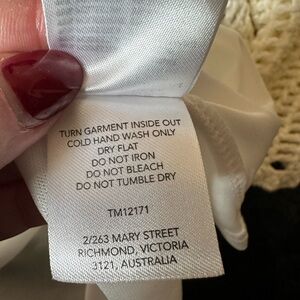 TURN GARMENT INSIDE OUT
COLD HAND WASH ONLY
DRY FLAT
DO NOT IRON
DO NOT BLEACH
DO NOT TUMBLE DRY
TM12171
2/263 MARY STREET
RICHMOND, VICTORIA
3121, AUSTRALIA